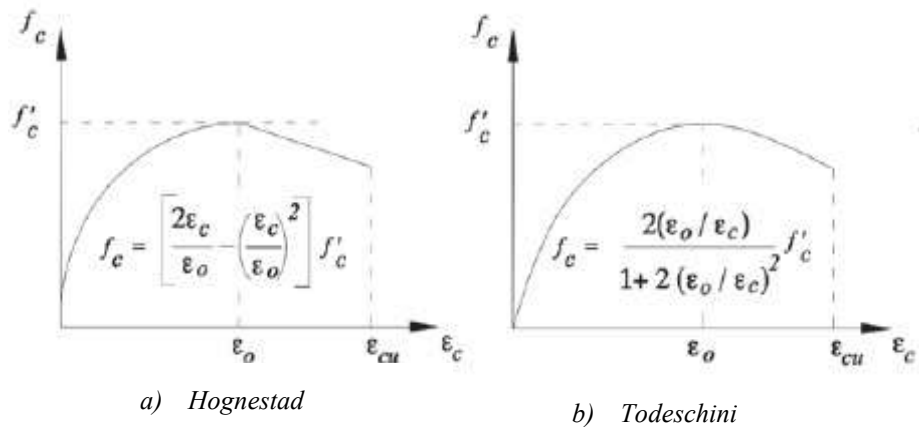 f_c
f'_c
f_c = [2ε_c/ε_o − (ε_c/ε_o)^2] f'_c
ε_o
ε_cu
ε_c
a) Hognestad
f_c
f'_c
f_c = 2(ε_o / ε_c) / 1+ 2 (ε_o / ε_c)^2 f'_c
ε_o
ε_cu
ε_c
b) Todeschini